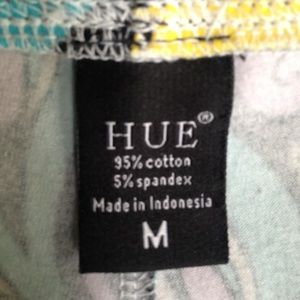 HUE®
95% cotton
5% spandex
Made in Indonesia
M